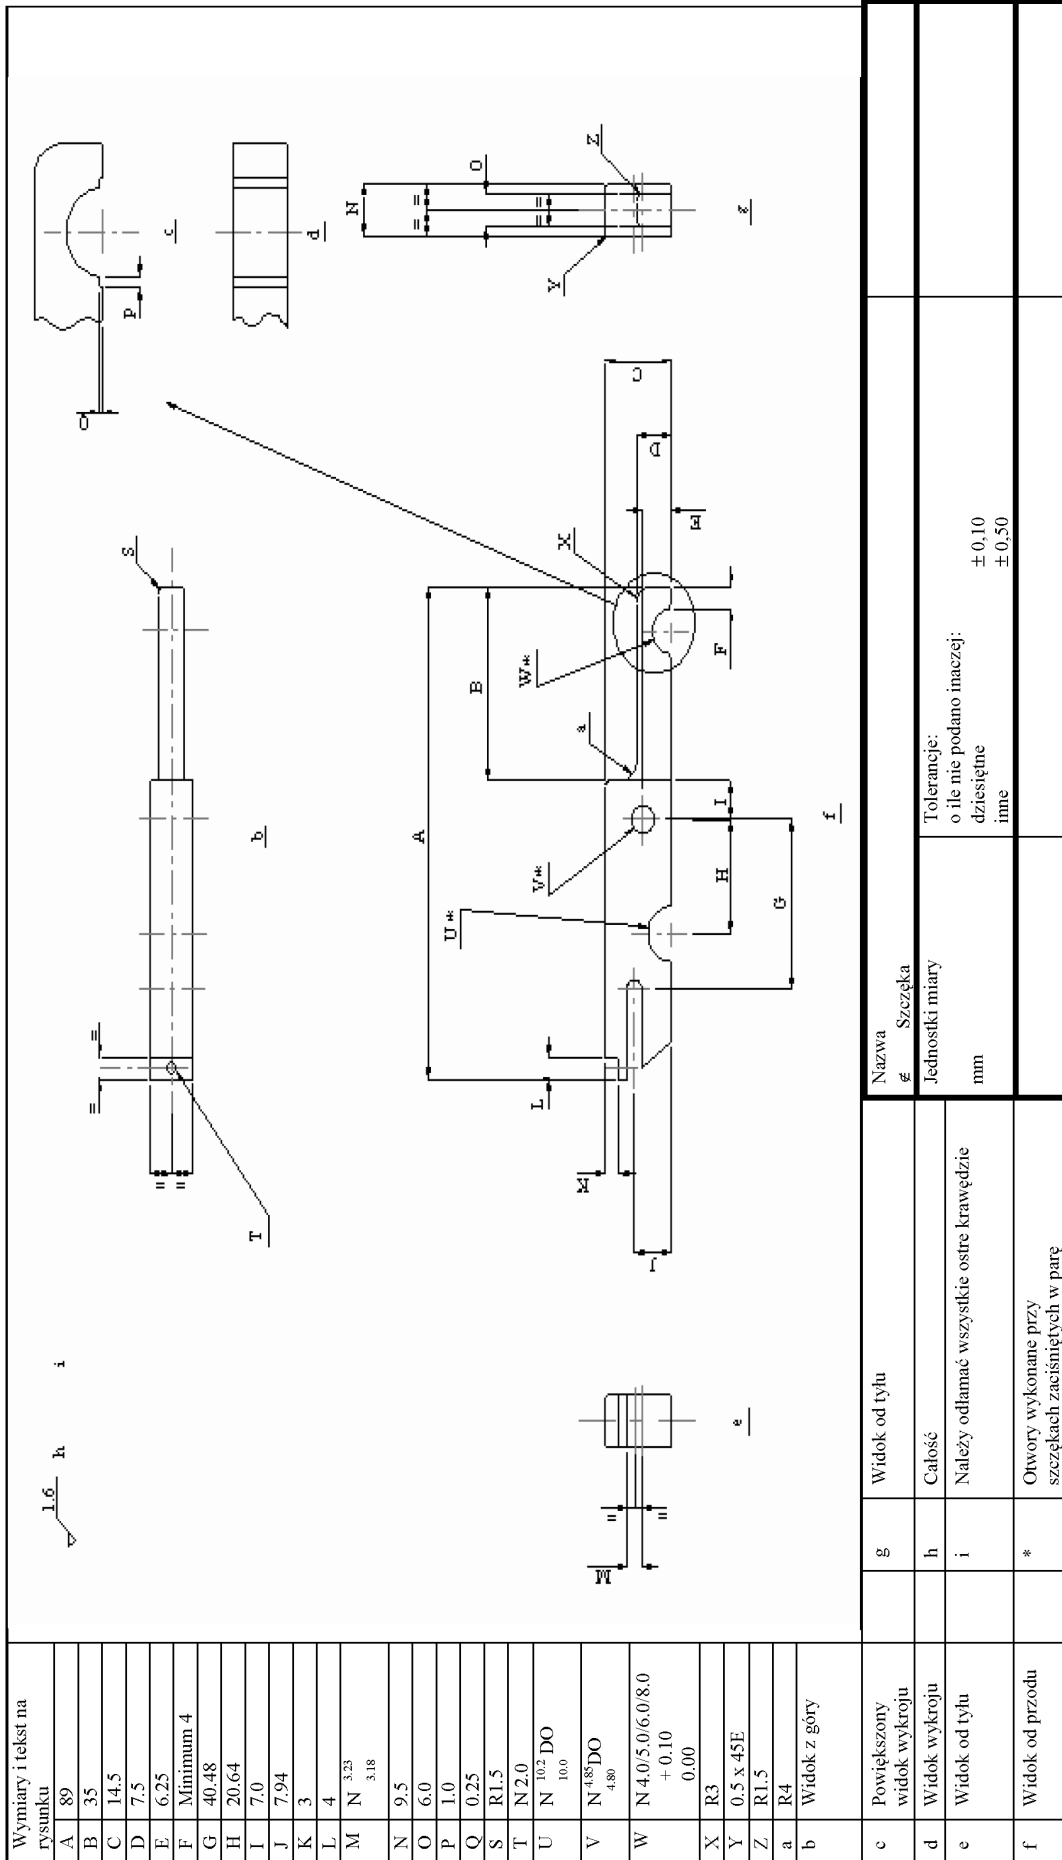 Wymiary i tekst na
rysunku
A 89
B 35
C 14.5
D 7.5
E 6.25
F Minimum 4
G 40.48
H 20.64
I 7.0
J 7.94
K 3
L 4
M N 3.23
3.18
N 9.5
O 6.0
P 1.0
Q 0.25
S R1.5
T N 2.0
U N 10.2 DO
10.0
V N 4.85 DO
4.80
W N 4.0/5.0/6.0/8.0
+ 0.10
0.00
X R3
Y 0.5 x 45E
Z R1.5
a R4
b Widok z góry
c Powiększony
widok wykroju
d Widok wykroju
e Widok od tyłu
f Widok od przodu
g Widok od tyłu
h Całość
i Należy odłamać wszystkie ostre krawędzie
* Otwory wykonane przy
szczękach zaciśniętych w parę
Nazwa
∉ Szczęka
Jednostki miary
mm
Tolerancje:
o ile nie podano inaczej:
dziesiętne ± 0,10
inne ± 0,50
1.6 h i
T
S
b
P
Q
c
d
M
e
L
K
J
A
B
U*
V*
W*
a
X
H
I
G
F
E
D
C
f
N
O
Y
Z
g
=
=
=
=
=
=
=
=
=
=